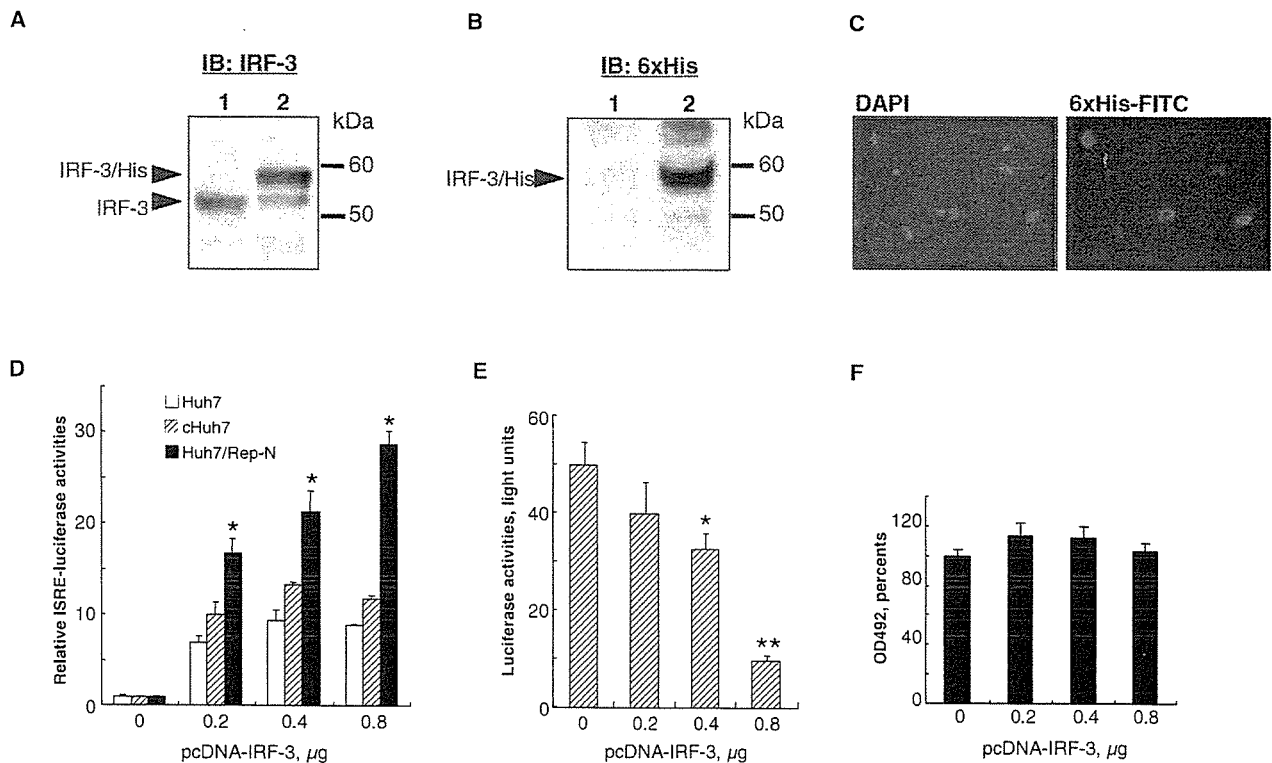 A
IB: IRF-3
1 2
kDa
IRF-3/His
60
IRF-3
50
B
IB: 6xHis
1 2
kDa
IRF-3/His
60
50
C
DAPI
6xHis-FITC
D
Relative ISRE-luciferase activities
30
20
10
0
Huh7
cHuh7
Huh7/Rep-N
* * *
0 0.2 0.4 0.8
pcDNA-IRF-3, µg
E
Luciferase activities, light units
60
40
20
0
* **
0 0.2 0.4 0.8
pcDNA-IRF-3, µg
F
OD492, percents
120
80
40
0
0 0.2 0.4 0.8
pcDNA-IRF-3, µg